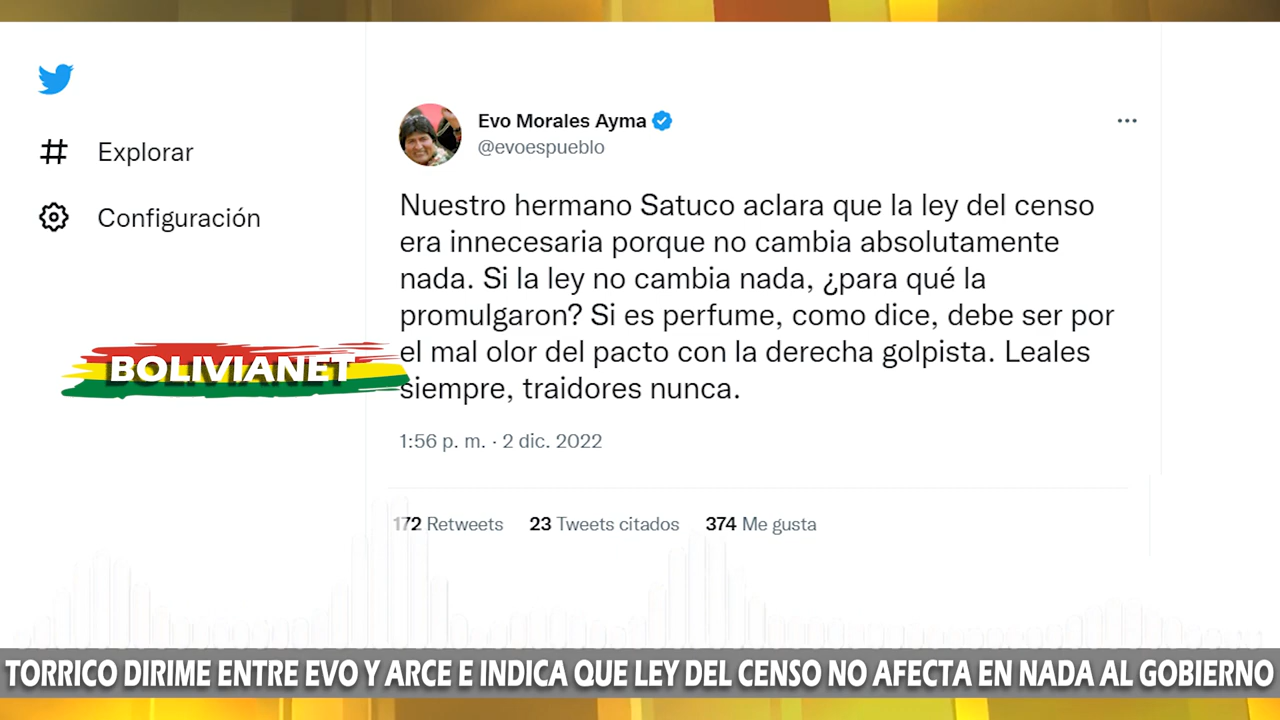 Explorar
Configuración
Evo Morales Ayma
@evoespueblo
Nuestro hermano Satuco aclara que la ley del censo
era innecesaria porque no cambia absolutamente
nada. Si la ley no cambia nada, ¿para qué la
promulgaron? Si es perfume, como dice, debe ser por
el mal olor del pacto con la derecha golpista. Leales
siempre, traidores nunca.
BOLIVIANET
1:56 p. m. · 2 dic. 2022
172 Retweets 23 Tweets citados 374 Me gusta
TORRICO DIRIME ENTRE EVO Y ARCE E INDICA QUE LEY DEL CENSO NO AFECTA EN NADA AL GOBIERNO